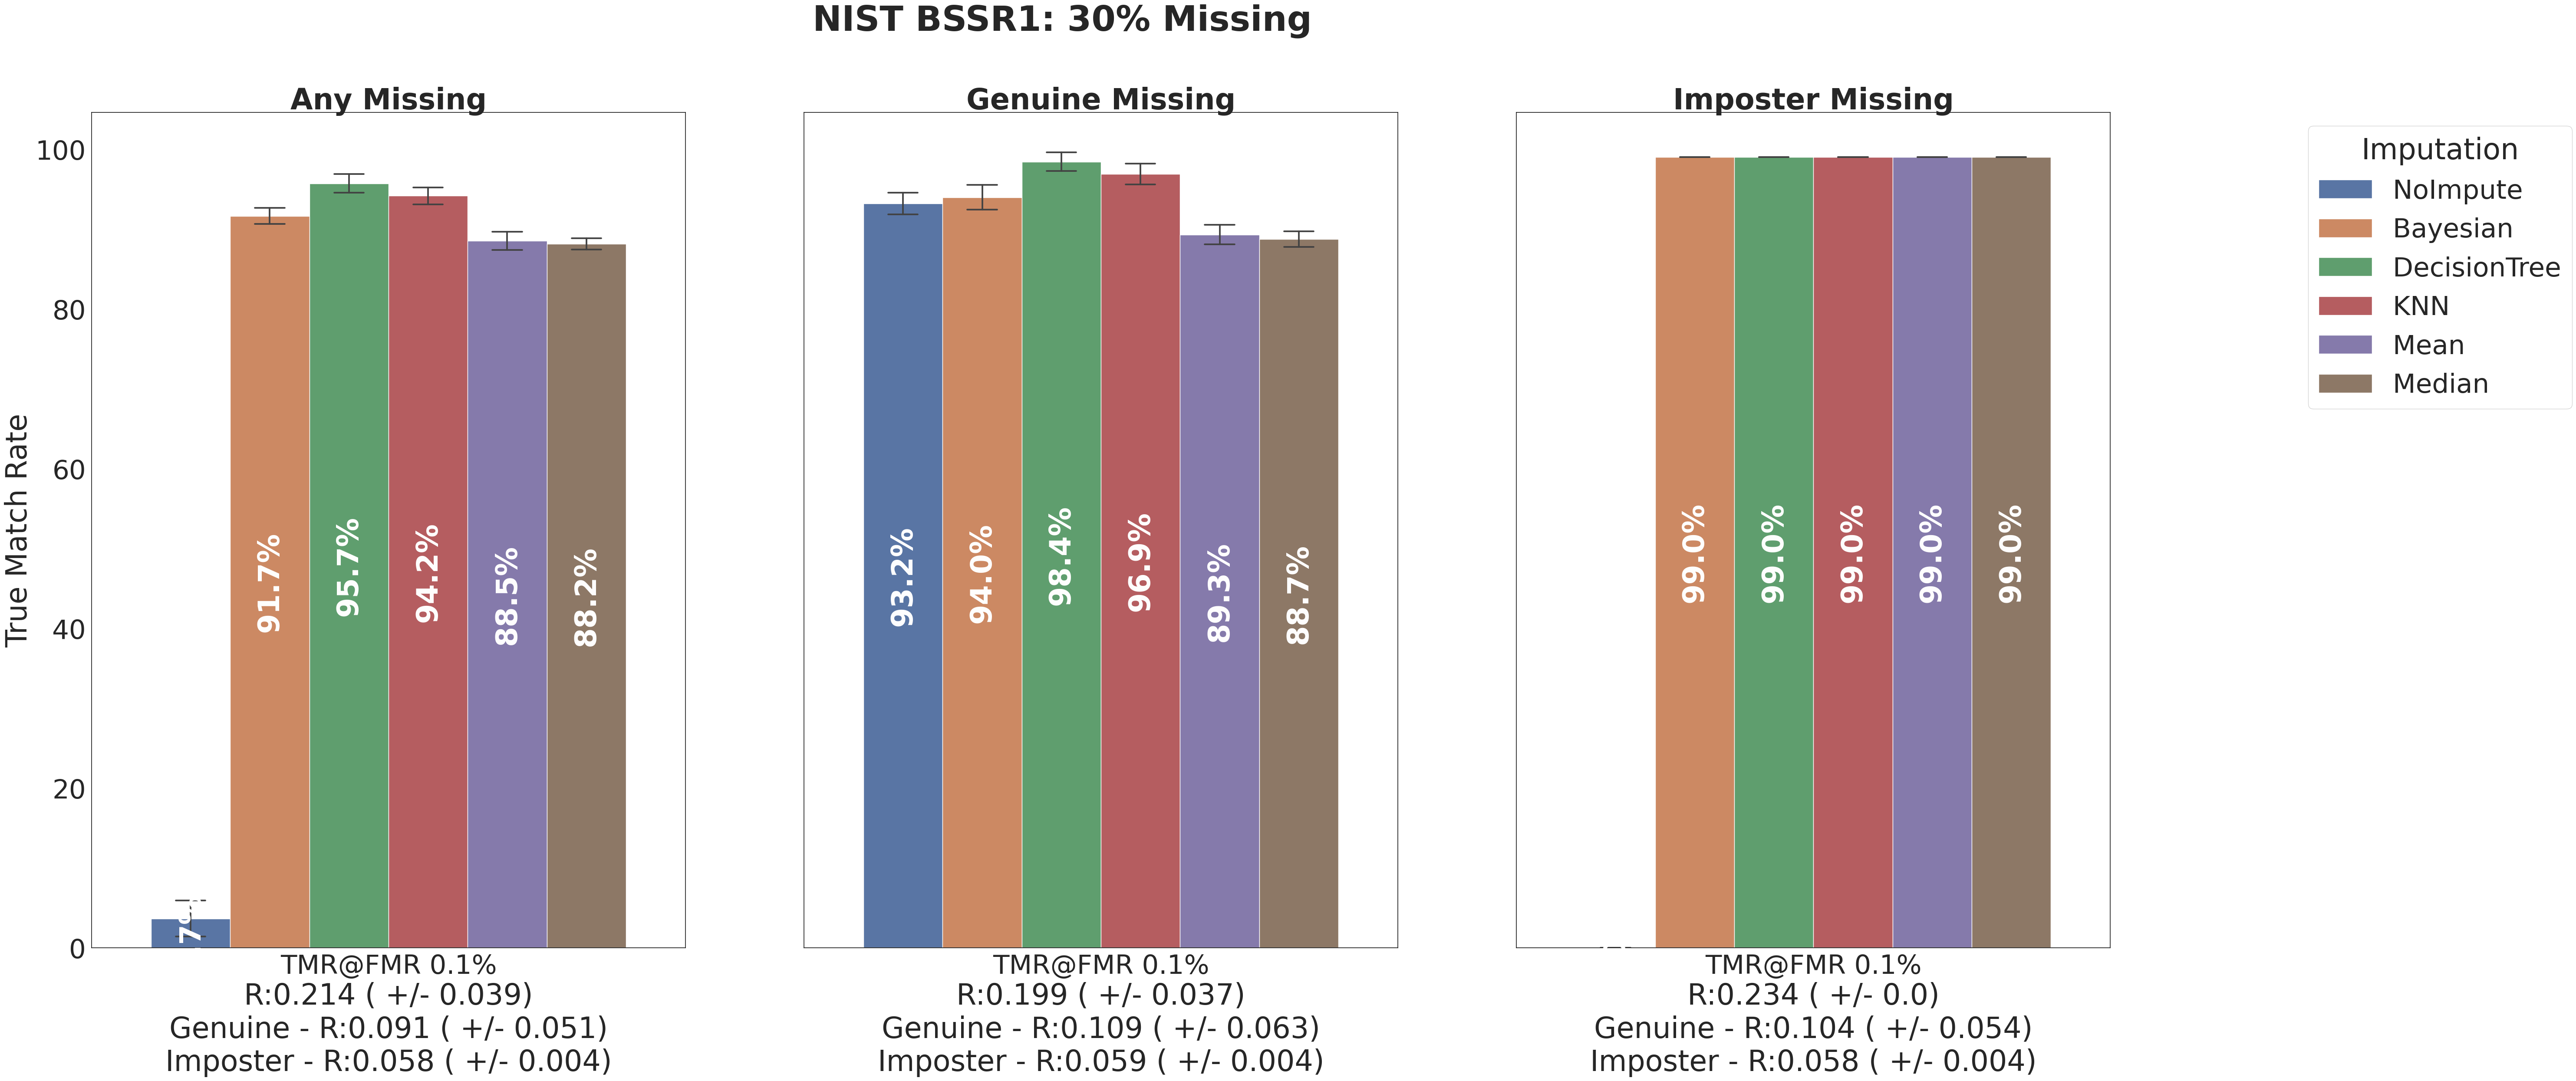 NIST BSSR1: 30% Missing
Any Missing
Genuine Missing
Imposter Missing
True Match Rate
100
80
60
40
20
0
91.7%
95.7%
94.2%
88.5%
88.2%
93.2%
94.0%
98.4%
96.9%
89.3%
88.7%
99.0%
99.0%
99.0%
99.0%
99.0%
TMR@FMR 0.1%
R:0.214 ( +/- 0.039)
Genuine - R:0.091 ( +/- 0.051)
Imposter - R:0.058 ( +/- 0.004)
TMR@FMR 0.1%
R:0.199 ( +/- 0.037)
Genuine - R:0.109 ( +/- 0.063)
Imposter - R:0.059 ( +/- 0.004)
TMR@FMR 0.1%
R:0.234 ( +/- 0.0)
Genuine - R:0.104 ( +/- 0.054)
Imposter - R:0.058 ( +/- 0.004)
Imputation
NoImpute
Bayesian
DecisionTree
KNN
Mean
Median